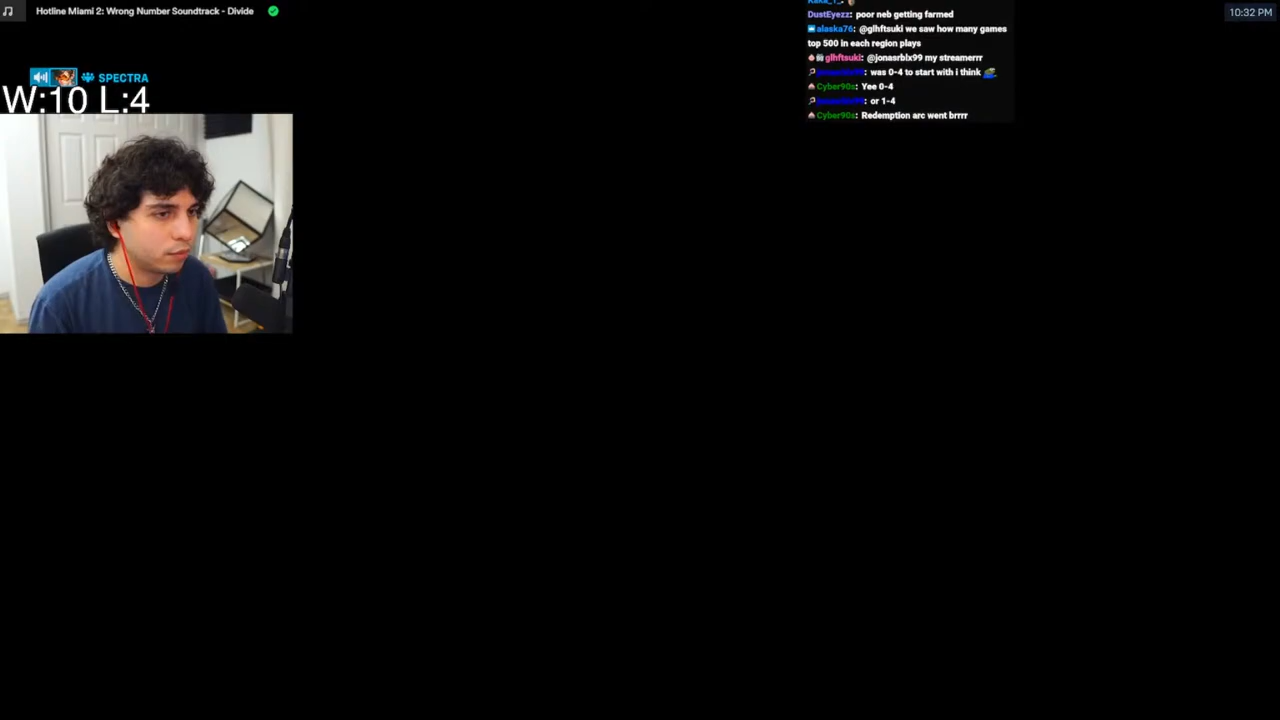 Hotline Miami 2: Wrong Number Soundtrack - Divide
10:32 PM
SPECTRA
W:10 L:4
DustEyezz: poor neb getting farmed
alaska76: @glhftsuki we saw how many games
top 500 in each region plays
glhftsuki: @jonasrblx99 my streamerrr
: was 0-4 to start with i think
Cyber90s: Yee 0-4
: or 1-4
Cyber90s: Redemption arc went brrrr